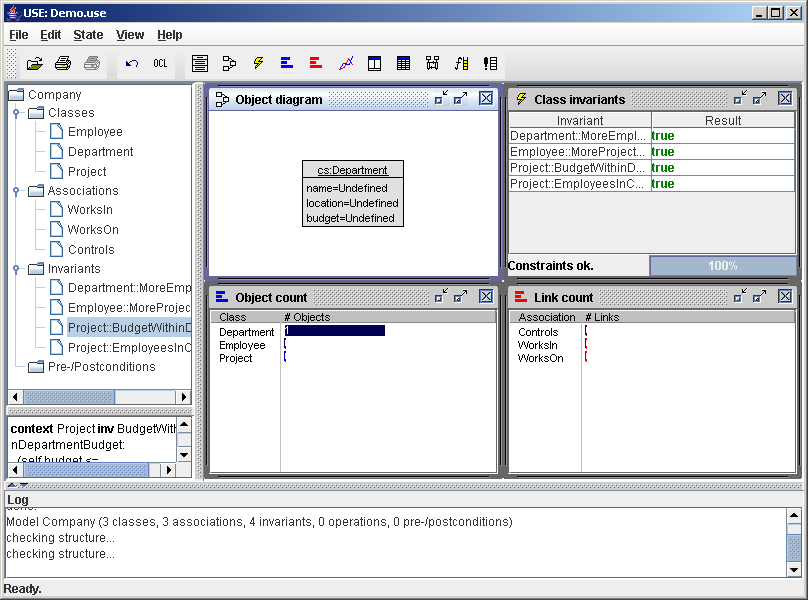 USE: Demo.use
File Edit State View Help
OCL
Company
Classes
Employee
Department
Project
Associations
WorksIn
WorksOn
Controls
Invariants
Department::MoreEmp
Employee::MoreProjec
Project::BudgetWithinD
Project::EmployeesInC
Pre-/Postconditions
context Project inv BudgetWith
nDepartmentBudget:
(self.budget <=
Object diagram
cs:Department
name=Undefined
location=Undefined
budget=Undefined
Class invariants
Invariant Result
Department::MoreEmpl... true
Employee::MoreProject... true
Project::BudgetWithinD... true
Project::EmployeesInC... true
Constraints ok. 100%
Object count
Class # Objects
Department 1
Employee
Project
Link count
Association # Links
Controls
WorksIn
WorksOn
Log
done.
Model Company (3 classes, 3 associations, 4 invariants, 0 operations, 0 pre-/postconditions)
checking structure...
checking structure...
Ready.